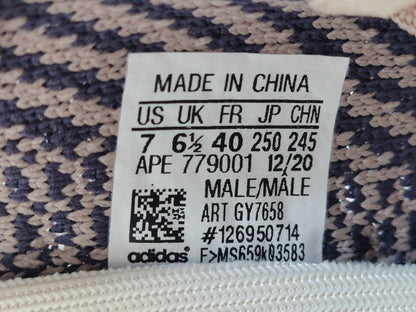 MADE IN CHINA
US UK FR JP CHN
7 6½ 40 250 245
APE 779001 12/20
MALE/MÂLE
ART GY7658
#126950714
adidas F>MS659k03583